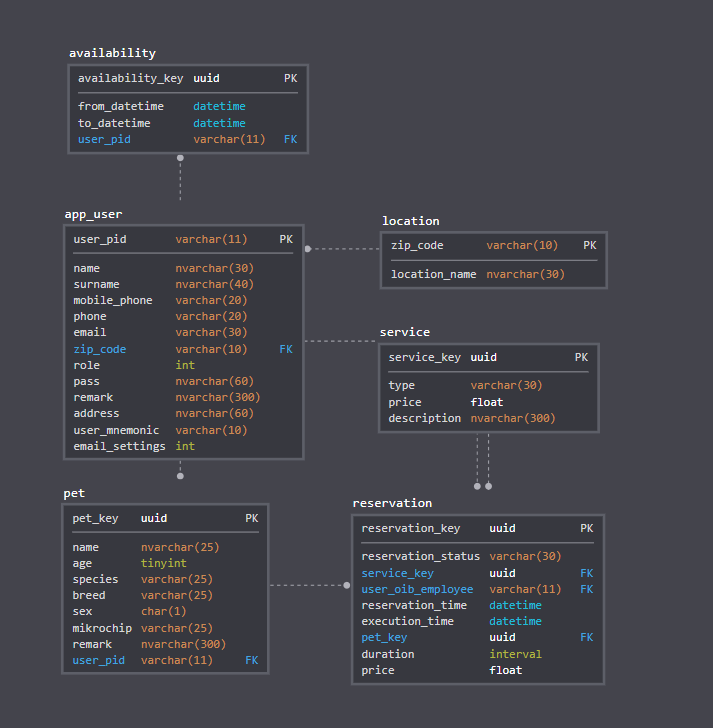 availability
availability_key uuid PK
from_datetime datetime
to_datetime datetime
user_pid varchar(11) FK
app_user
user_pid varchar(11) PK
name nvarchar(30)
surname nvarchar(40)
mobile_phone varchar(20)
phone varchar(20)
email varchar(30)
zip_code varchar(10) FK
role int
pass nvarchar(60)
remark nvarchar(300)
address nvarchar(60)
user_mnemonic varchar(10)
email_settings int
location
zip_code varchar(10) PK
location_name nvarchar(30)
service
service_key uuid PK
type varchar(30)
price float
description nvarchar(300)
pet
pet_key uuid PK
name nvarchar(25)
age tinyint
species varchar(25)
breed varchar(25)
sex char(1)
mikrochip varchar(25)
remark nvarchar(300)
user_pid varchar(11) FK
reservation
reservation_key uuid PK
reservation_status varchar(30)
service_key uuid FK
user_oib_employee varchar(11) FK
reservation_time datetime
execution_time datetime
pet_key uuid FK
duration interval
price float